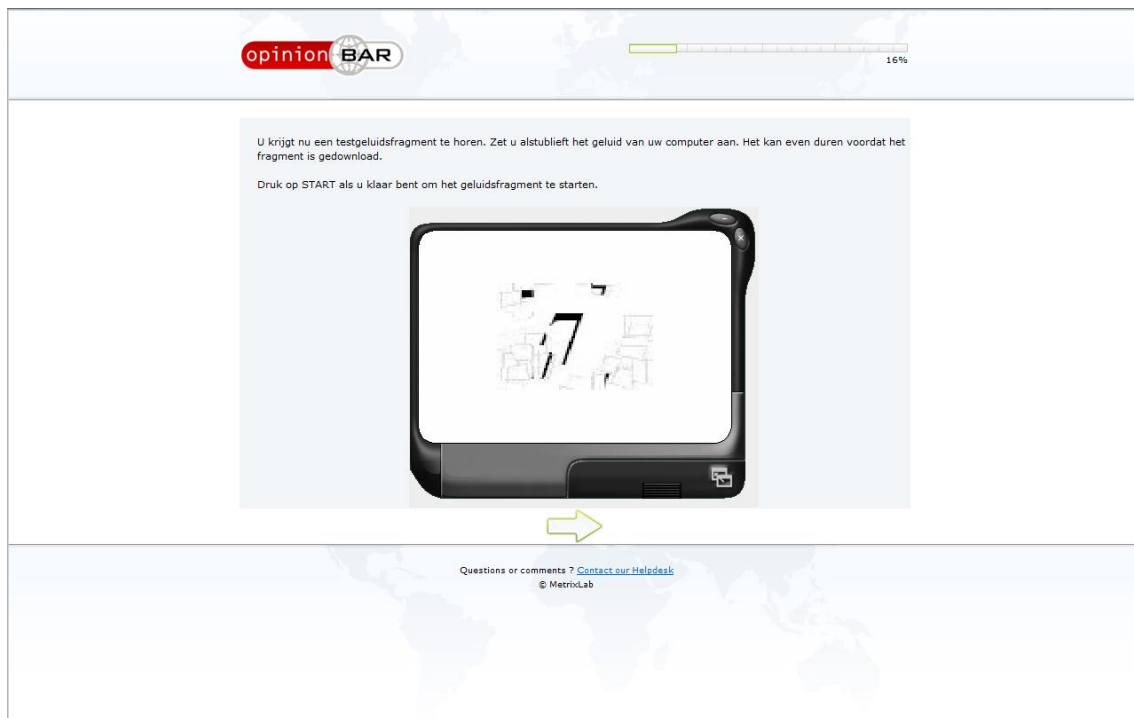 opinion BAR
16%
U krijgt nu een testgeluidsfragment te horen. Zet u alstublieft het geluid van uw computer aan. Het kan even duren voordat het
fragment is gedownload.
Druk op START als u klaar bent om het geluidsfragment te starten.
7
Questions or comments ? Contact our Helpdesk
© MetrixLab